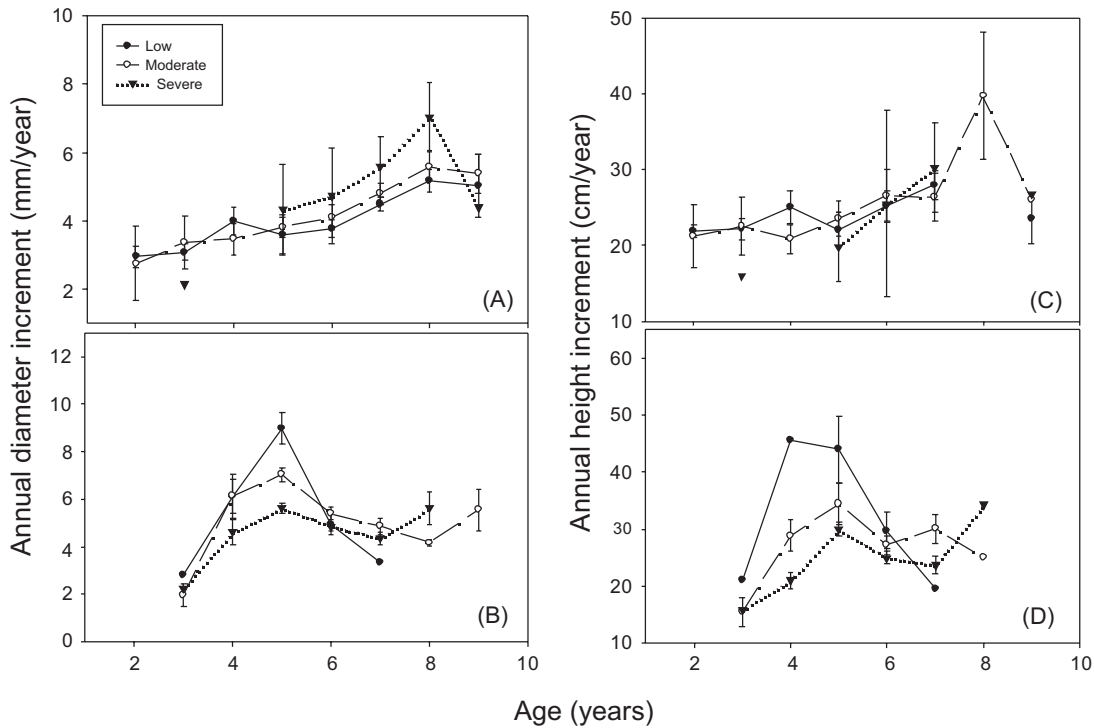 Annual diameter increment (mm/year)
10
8
6
4
2
Low
Moderate
Severe
(A)
12
10
8
6
4
2
0
(B)
2 4 6 8 10
Annual height increment (cm/year)
50
40
30
20
10
(C)
60
50
40
30
20
10
(D)
2 4 6 8 10
Age (years)